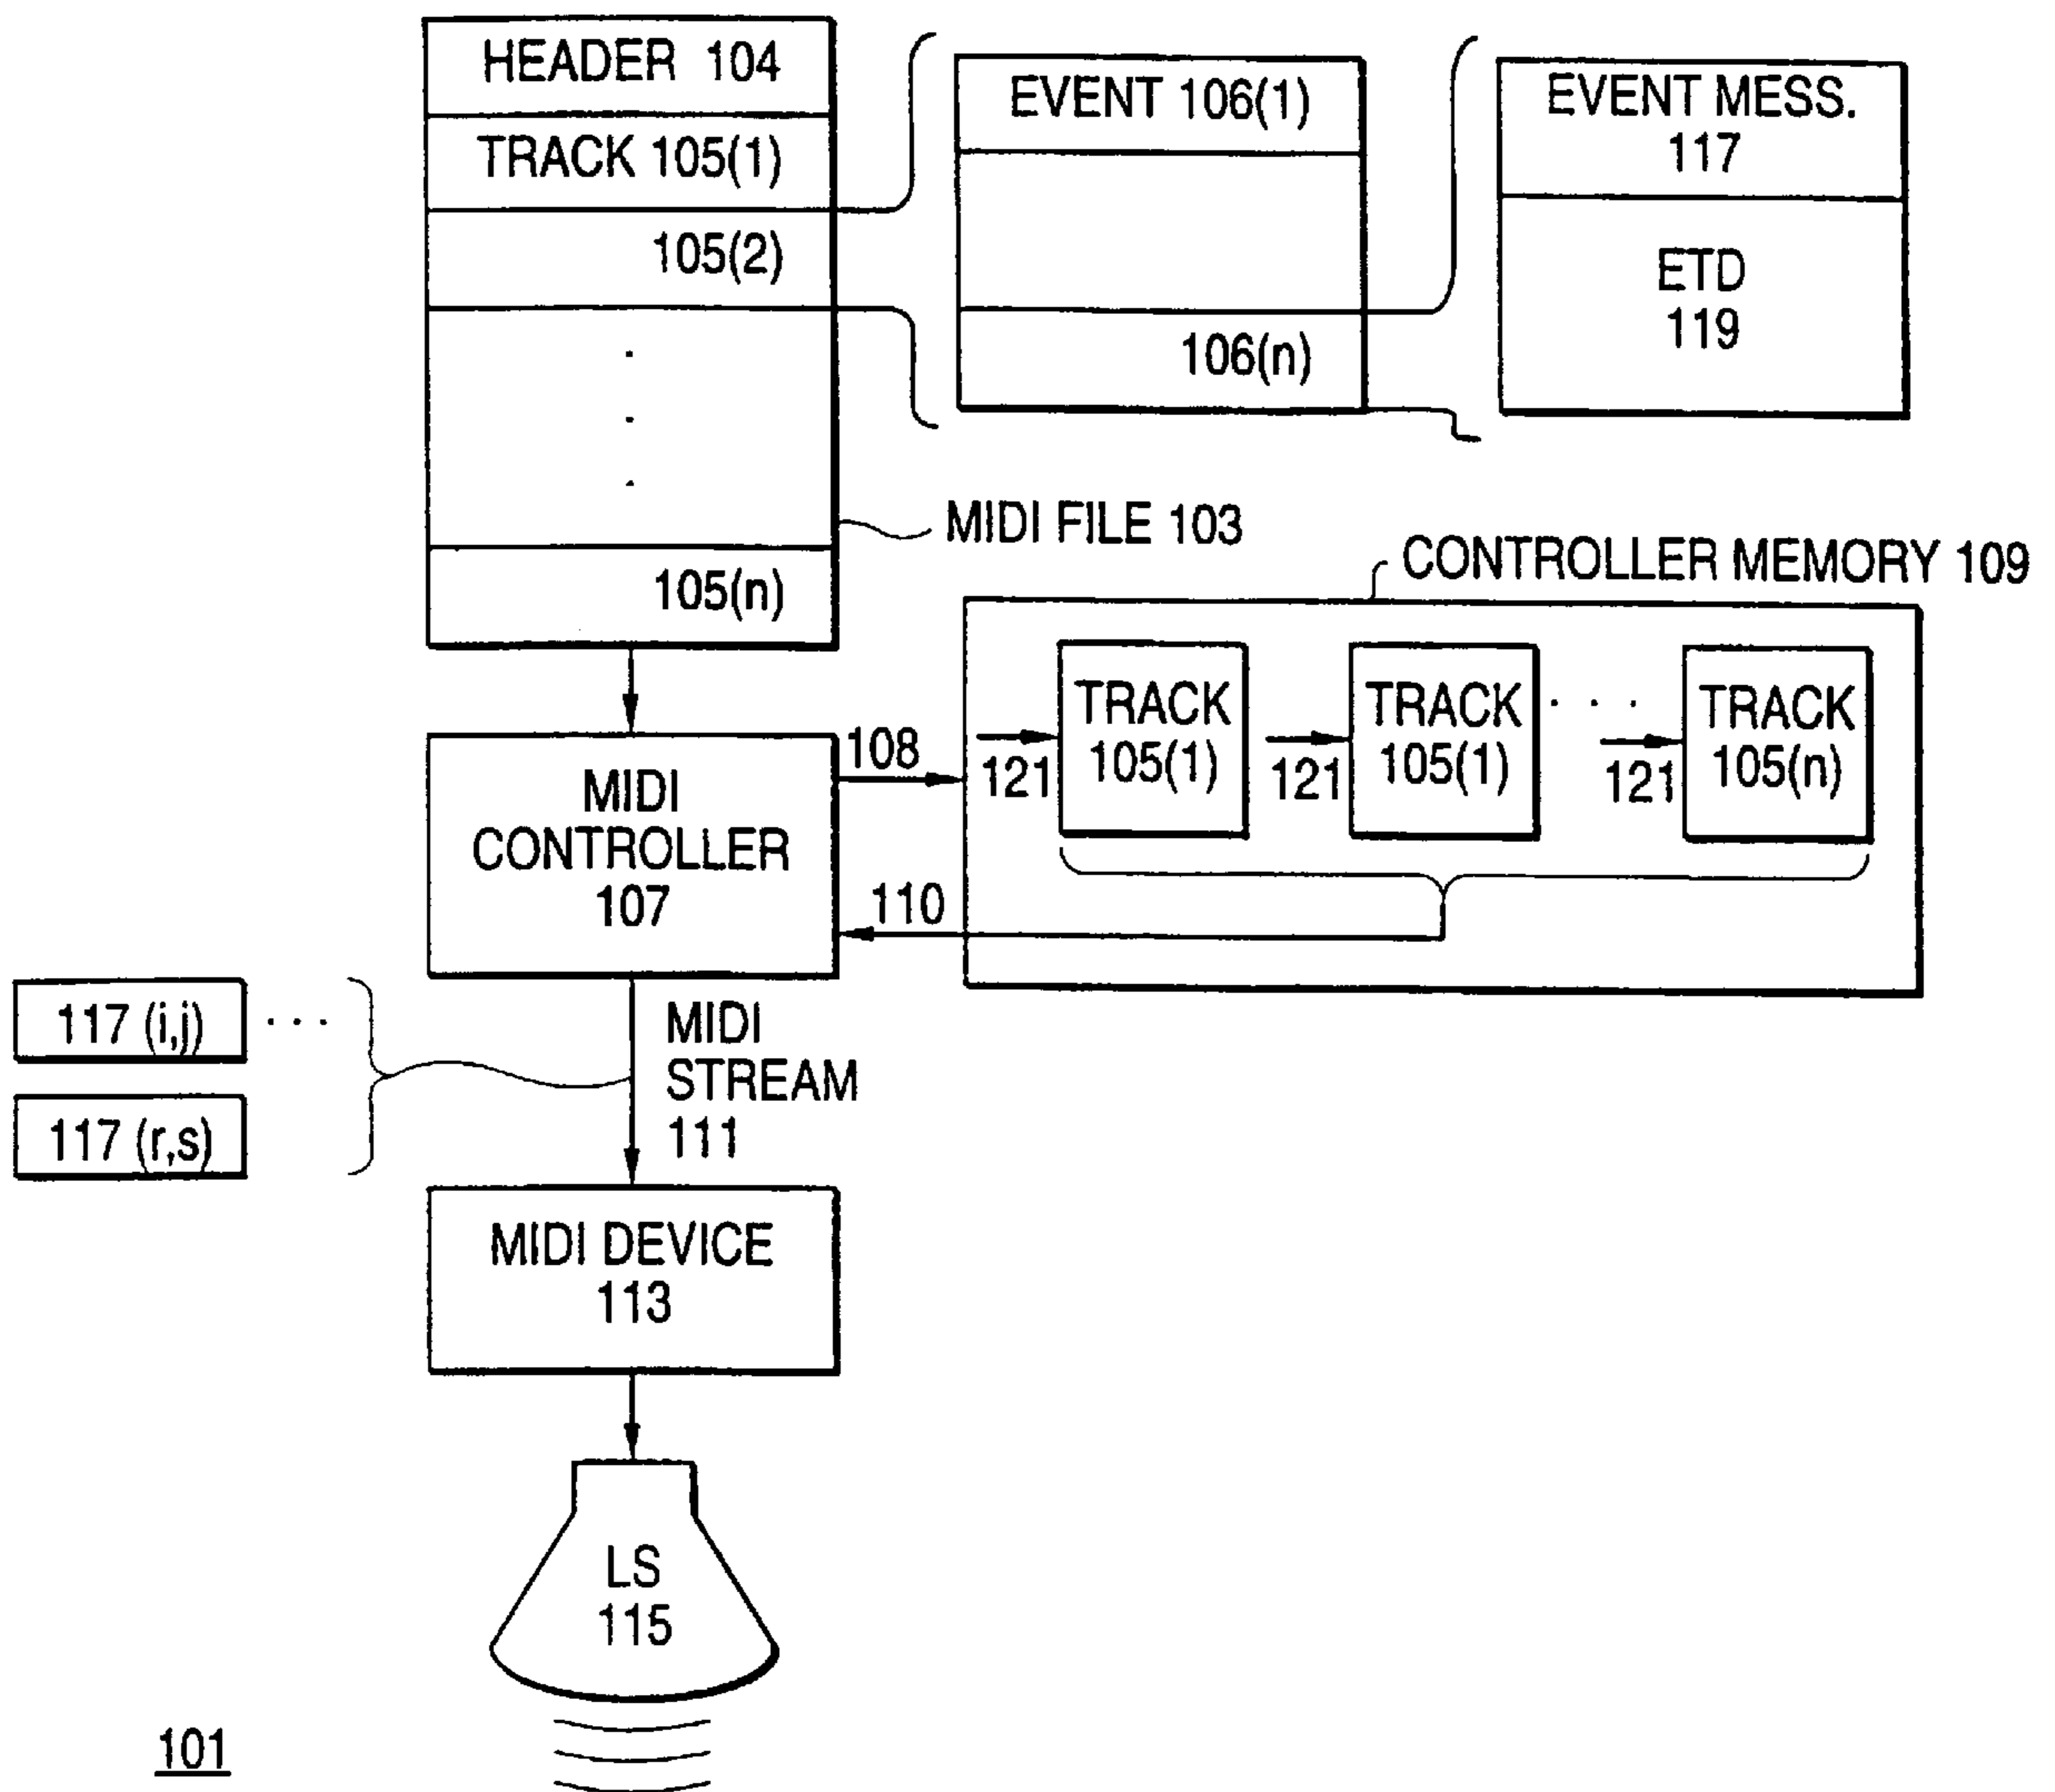 HEADER 104
TRACK 105(1)
105(2)
.
.
.
105(n)
EVENT 106(1)
106(n)
EVENT MESS.
117
ETD
119
MIDI FILE 103
CONTROLLER MEMORY 109
MIDI
CONTROLLER
107
108
110
121
TRACK
105(1)
121
TRACK
105(1)
. . .
121
TRACK
105(n)
117 (i,j)
. . .
117 (r,s)
MIDI
STREAM
111
MIDI DEVICE
113
LS
115
101